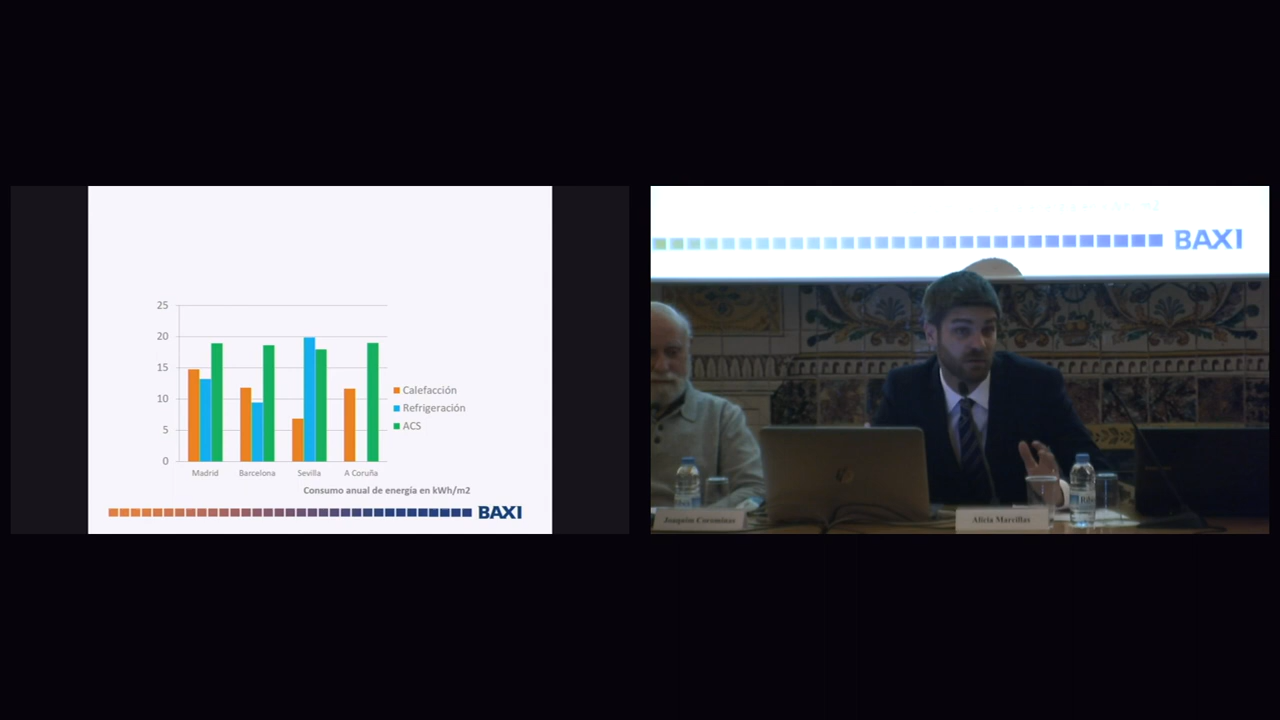 25
20
15
10
5
0
Madrid
Barcelona
Sevilla
A Coruña
Calefacción
Refrigeración
ACS
Consumo anual de energía en kWh/m2
BAXI
BAXI
Joaquim Corominas
Alicia Marcillas